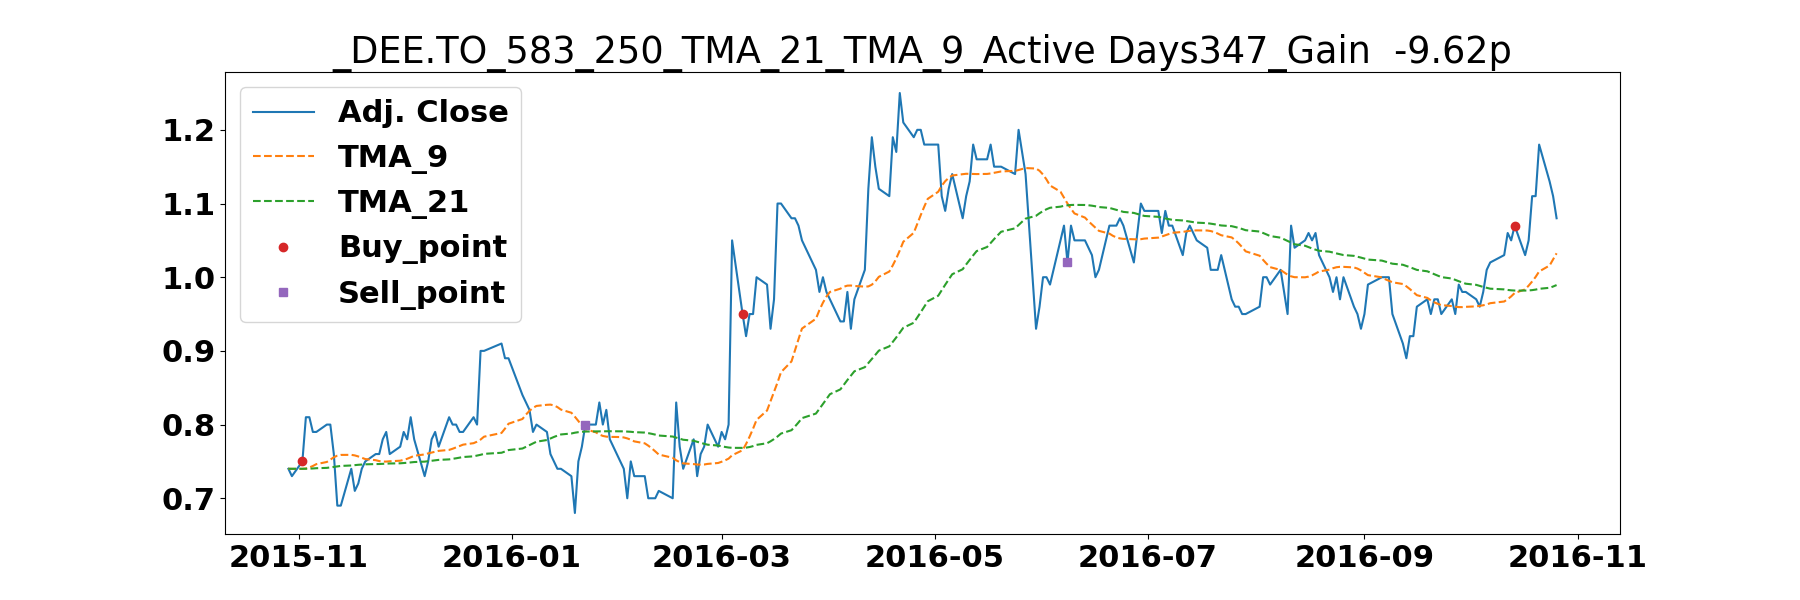 _DEE.TO_583_250_TMA_21_TMA_9_Active Days347_Gain  -9.62p
Adj. Close
TMA_9
TMA_21
Buy_point
Sell_point
1.2
1.1
1.0
0.9
0.8
0.7
2015-11 2016-01 2016-03 2016-05 2016-07 2016-09 2016-11